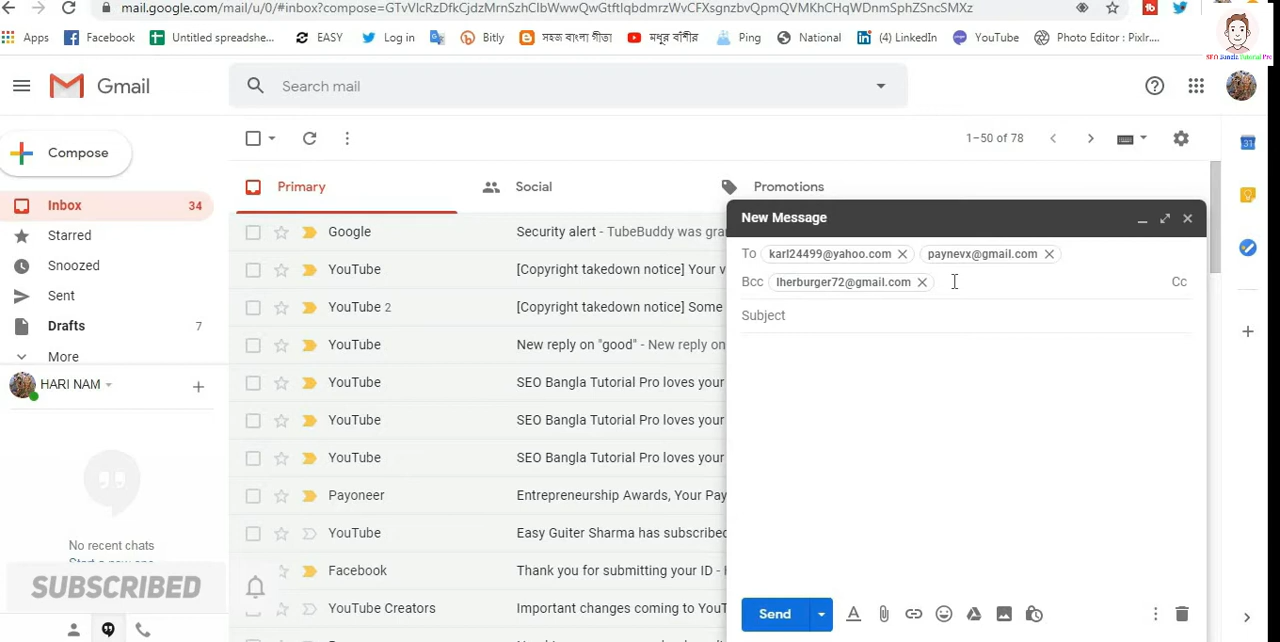 mail.google.com/mail/u/0/#inbox?compose=GTvVlcRzDfkCjdzMrnSzhClbWwwQwGtftlqbdmrzWvCFXsgnzbvQpmQVMKhCHqWDnmSphZSncSMXz
Apps Facebook Untitled spreadshe... EASY Log in Bitly সহজ বাংলা গীতা মধুর বাঁশীর Ping National (4) LinkedIn YouTube Photo Editor : Pixlr....
SEO Bangla Tutorial Pro
Gmail
Search mail
Compose
1–50 of 78
Primary
Social
Promotions
Inbox 34
Starred
Snoozed
Sent
Drafts 7
More
HARI NAM
No recent chats
SUBSCRIBED
Google Security alert - TubeBuddy was gra
YouTube [Copyright takedown notice] Your v
YouTube 2 [Copyright takedown notice] Some
YouTube New reply on "good" - New reply on
YouTube SEO Bangla Tutorial Pro loves your
YouTube SEO Bangla Tutorial Pro loves your
YouTube SEO Bangla Tutorial Pro loves your
Payoneer Entrepreneurship Awards, Your Pay
YouTube Easy Guiter Sharma has subscribed
Facebook Thank you for submitting your ID -
YouTube Creators Important changes coming to YouT
New Message
To karl24499@yahoo.com paynevx@gmail.com
Bcc lherburger72@gmail.com Cc
Subject
Send
31